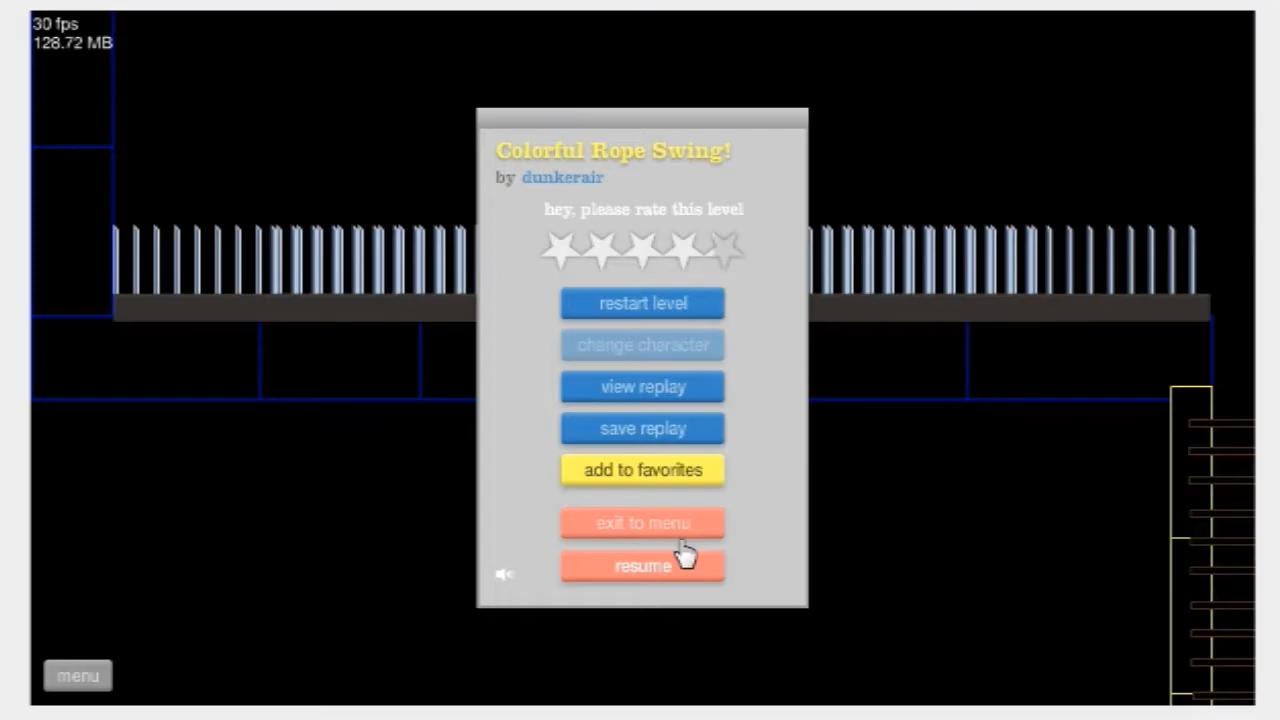 30 fps
128.72 MB
Colorful Rope Swing!
by dunkerair
hey, please rate this level
restart level
change character
view replay
save replay
add to favorites
exit to menu
resume
menu